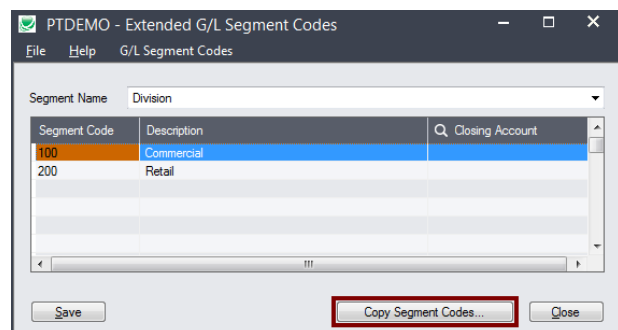 PTDEMO - Extended G/L Segment Codes
File Help G/L Segment Codes
Segment Name Division
Segment Code Description Closing Account
100 Commercial
200 Retail
Save Copy Segment Codes... Close